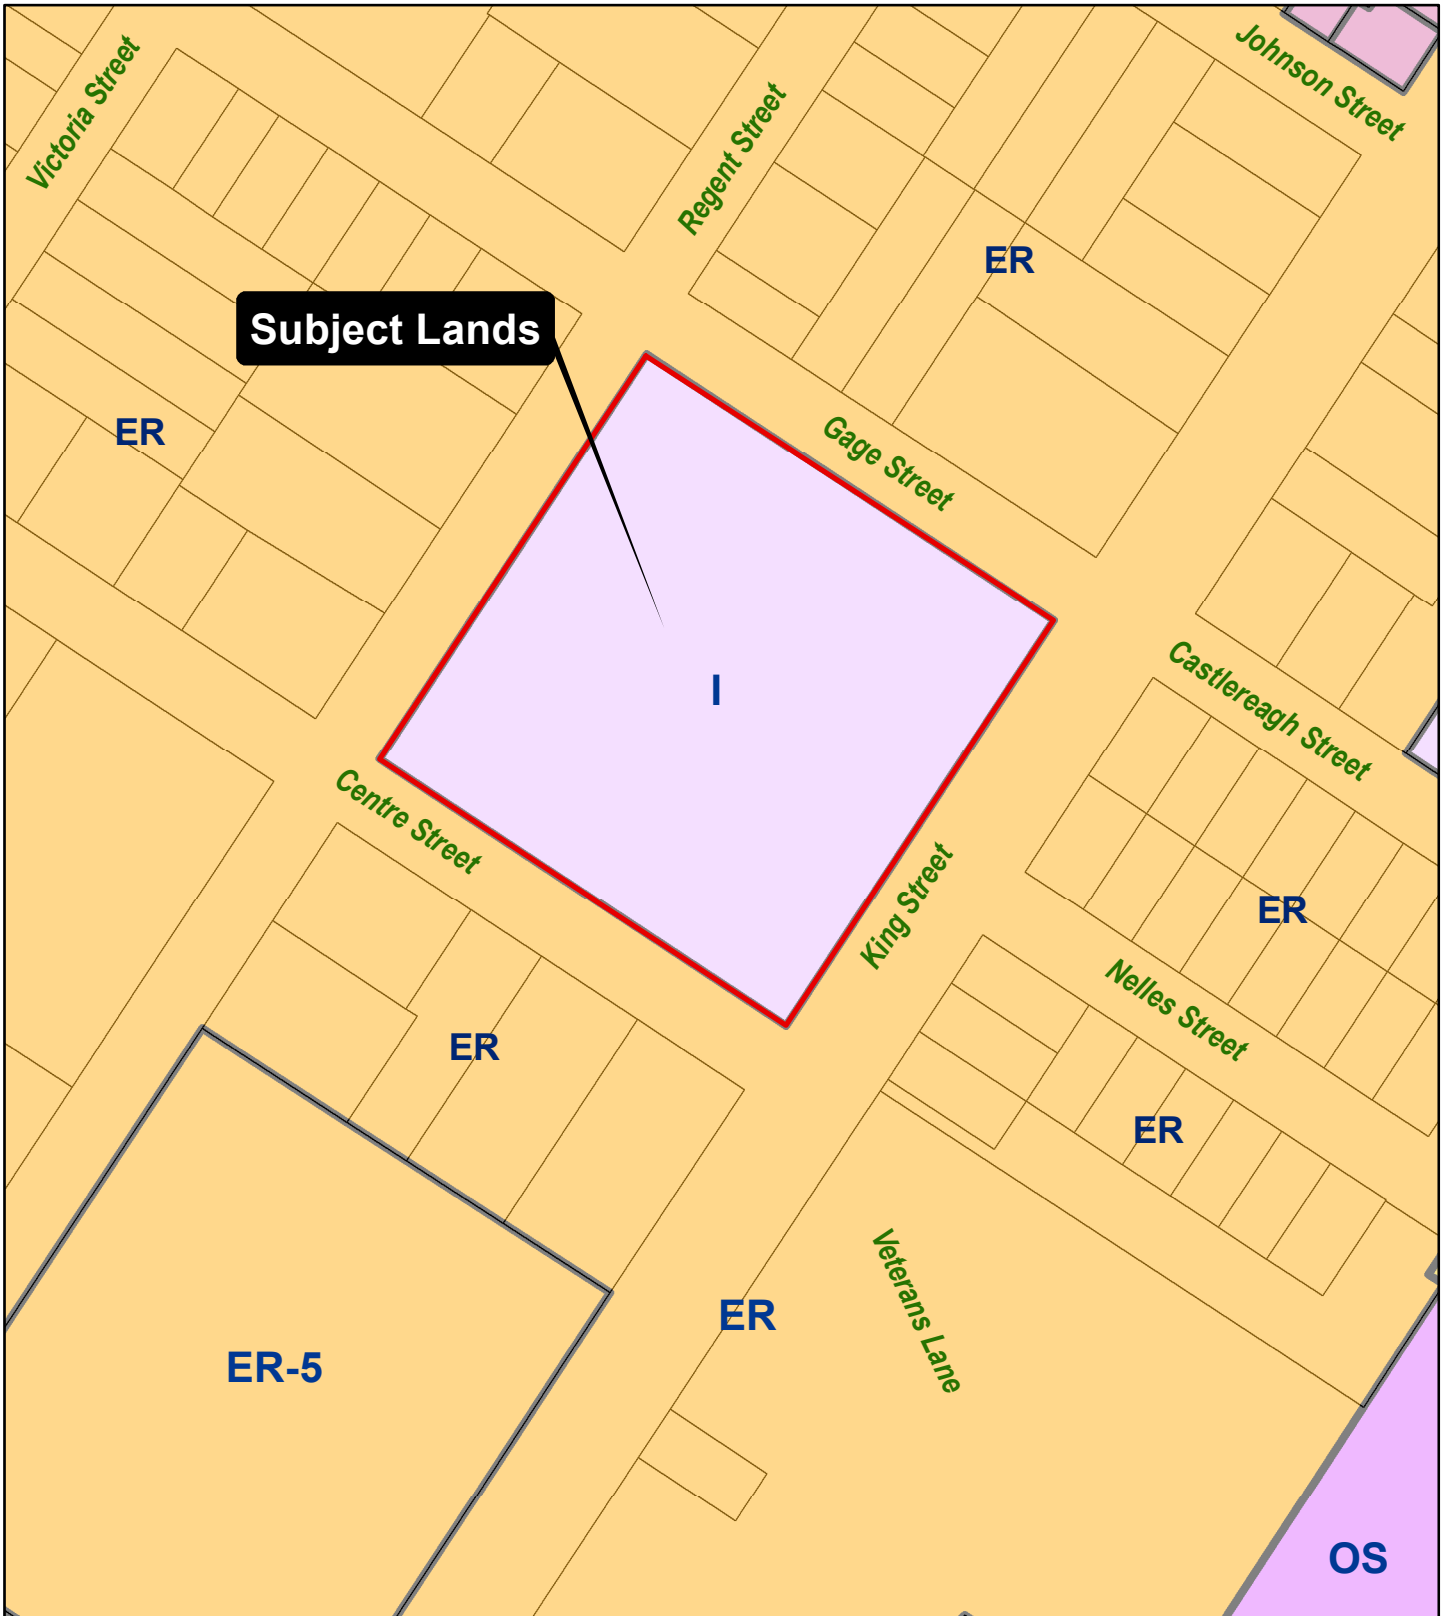 Johnson Street
Victoria Street
Regent Street
ER
Subject Lands
ER
Gage Street
I
Castlereagh Street
Centre Street
King Street
ER
Nelles Street
ER
ER
Veterans Lane
ER
ER-5
OS